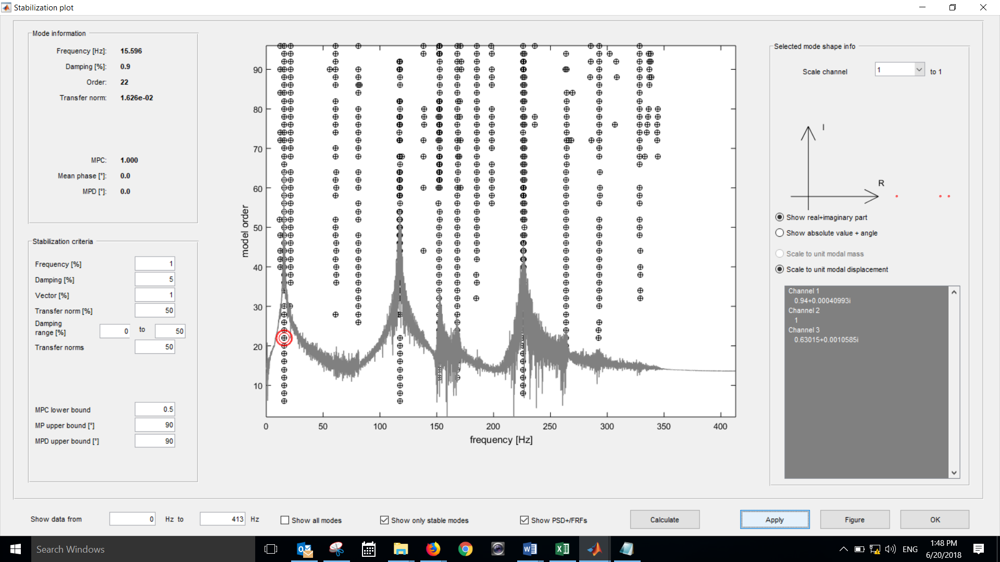 Stabilization plot
Mode information
Frequency [Hz]: 15.596
Damping [%]: 0.9
Order: 22
Transfer norm: 1.626e-02
MPC: 1.000
Mean phase [°]: 0.0
MPD [°]: 0.0
Stabilization criteria
Frequency [%] 1
Damping [%] 5
Vector [%] 1
Transfer norm [%] 50
Damping
range [%] 0 to 50
Transfer norms 50
MPC lower bound 0.5
MP upper bound [°] 90
MPD upper bound [°] 90
model order
90
80
70
60
50
40
30
20
10
0 50 100 150 200 250 300 350 400
frequency [Hz]
Selected mode shape info
Scale channel 1 to 1
I
R
Show real+imaginary part
Show absolute value + angle
Scale to unit modal mass
Scale to unit modal displacement
Channel 1
0.94+0.00040993i
Channel 2
1
Channel 3
0.63015+0.0010585i
Show data from 0 Hz to 413 Hz Show all modes Show only stable modes Show PSD+/FRFs Calculate Apply Figure OK
Search Windows
ENG
1:48 PM
6/20/2018